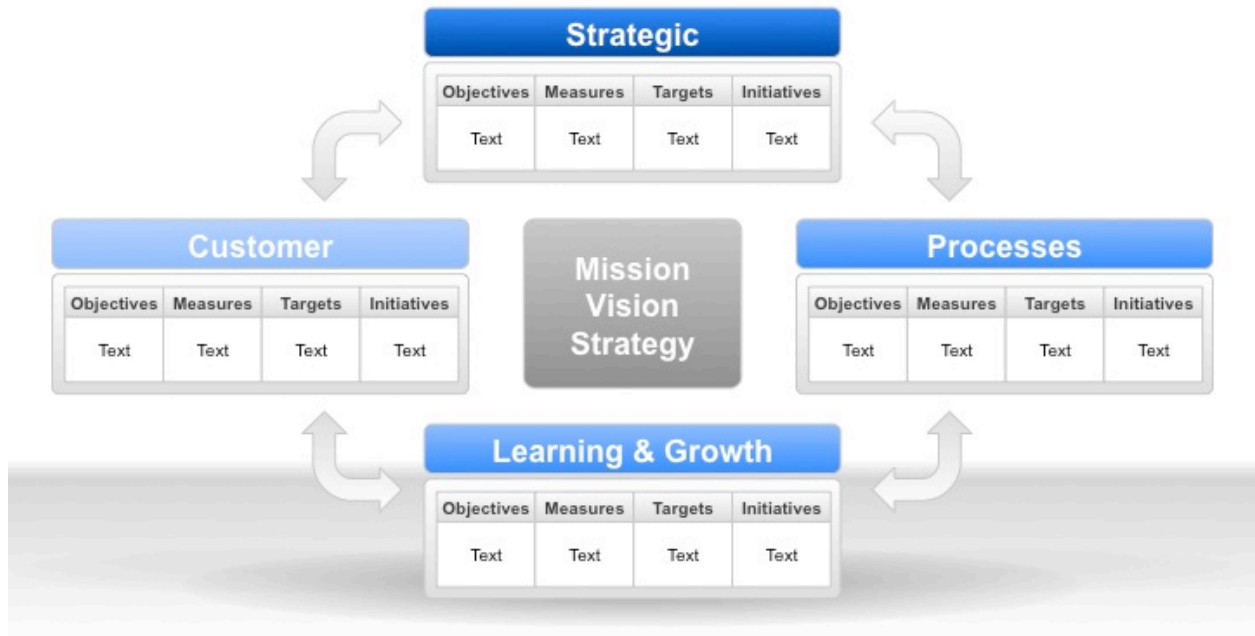 Strategic
Objectives Measures Targets Initiatives
Text Text Text Text
Customer
Objectives Measures Targets Initiatives
Text Text Text Text
Mission
Vision
Strategy
Processes
Objectives Measures Targets Initiatives
Text Text Text Text
Learning & Growth
Objectives Measures Targets Initiatives
Text Text Text Text